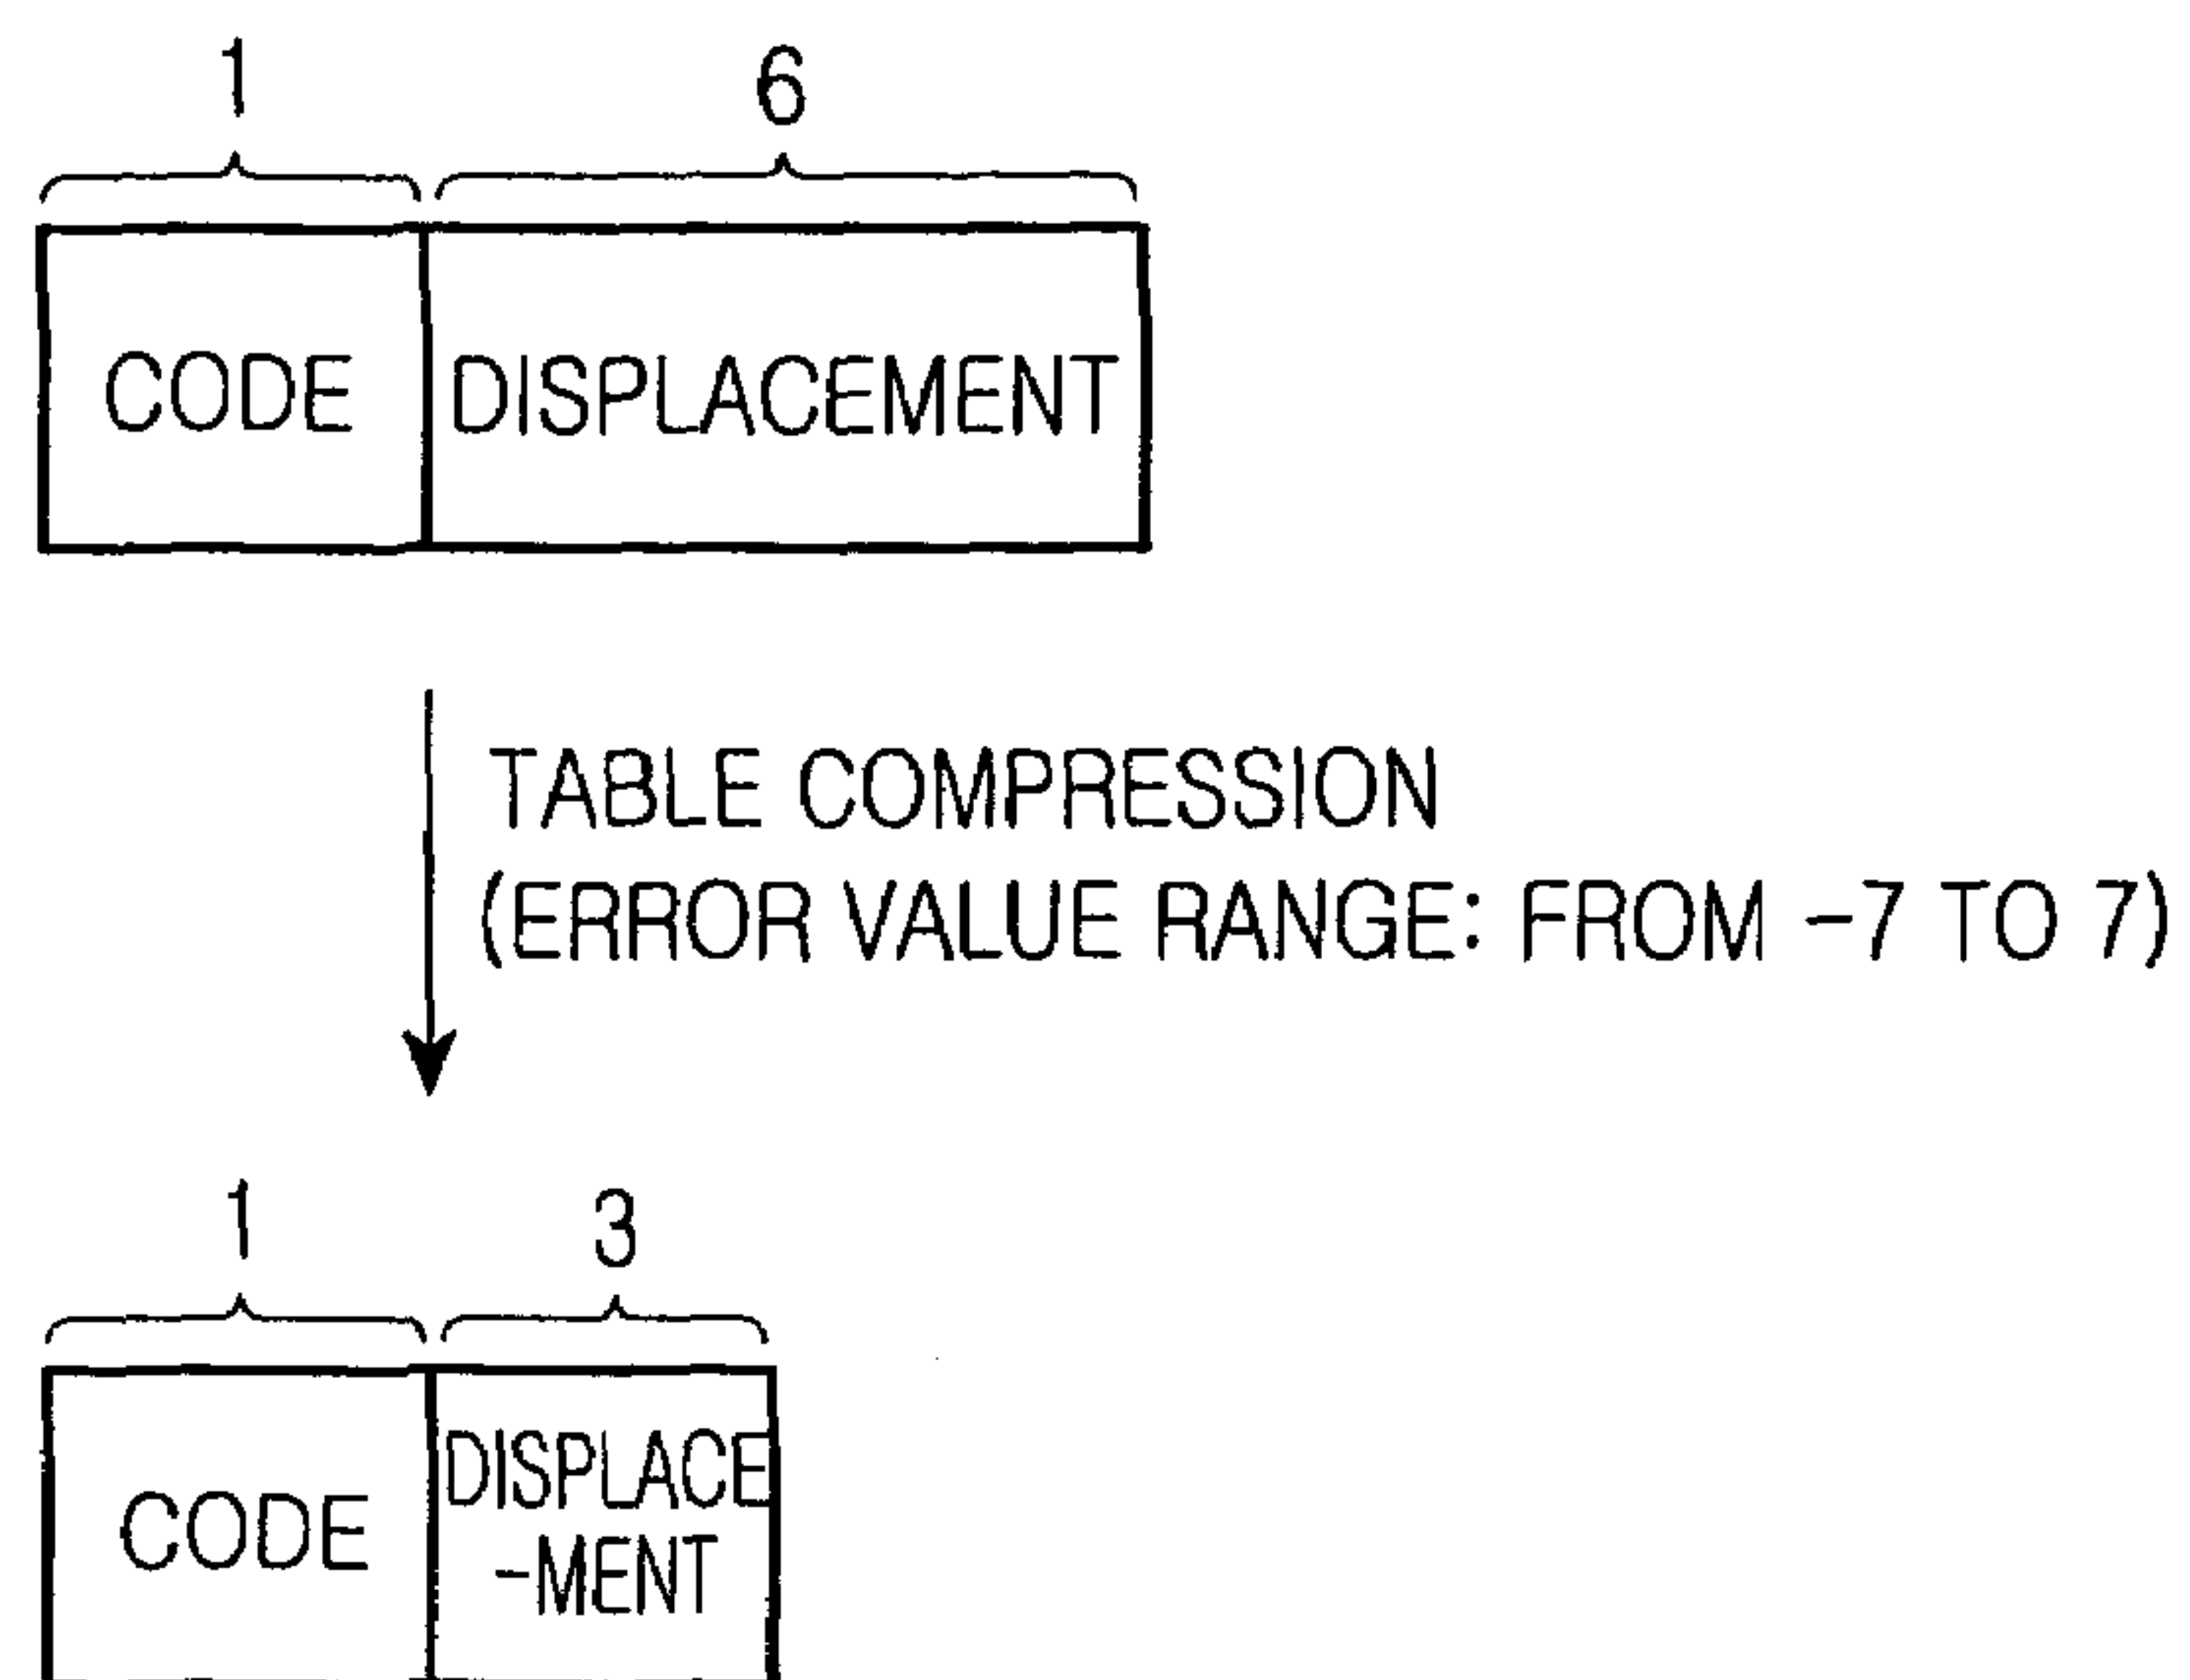 1 6
CODE DISPLACEMENT
TABLE COMPRESSION
(ERROR VALUE RANGE: FROM -7 TO 7)
1 3
CODE DISPLACE
-MENT